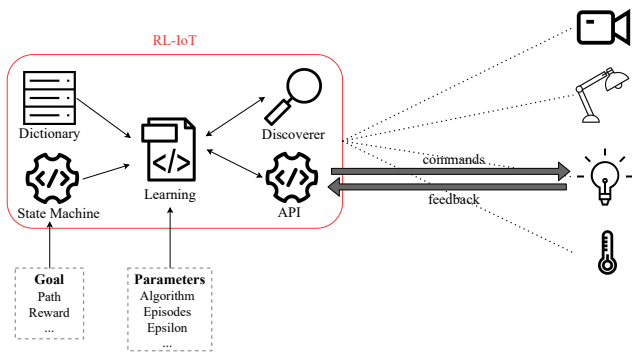 RL-IoT
Dictionary
Discoverer
</>
</>
</>
Learning
State Machine
API
commands
feedback
Goal
Path
Reward
...
Parameters
Algorithm
Episodes
Epsilon
...